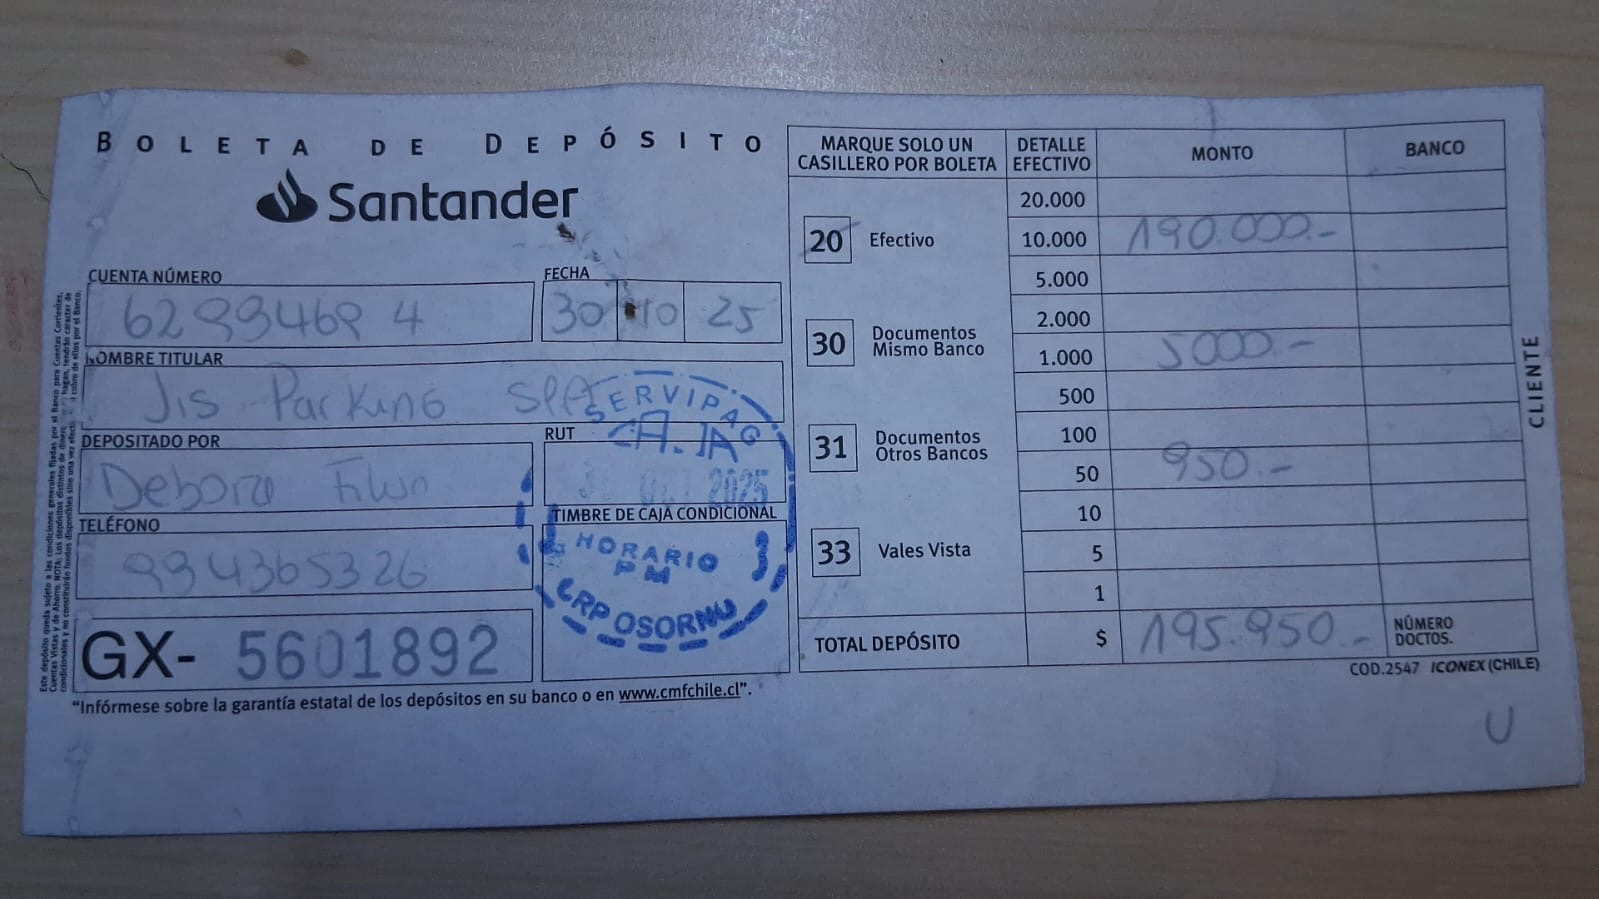 BOLETA DE DEPÓSITO
Santander
CUENTA NÚMERO
62994694
FECHA
30 10 25
NOMBRE TITULAR
Jis Parking SPA
DEPOSITADO POR
Debora
RUT
TELÉFONO
994365326
TIMBRE DE CAJA CONDICIONAL
SERVIPAG
CAJA
2025
HORARIO
PM
CRP OSORNO
GX- 5601892
"Infórmese sobre la garantía estatal de los depósitos en su banco o en www.cmfchile.cl".
MARQUE SOLO UN CASILLERO POR BOLETA
20 Efectivo
30 Documentos Mismo Banco
31 Documentos Otros Bancos
33 Vales Vista
DETALLE EFECTIVO MONTO BANCO
20.000
10.000 190.000.-
5.000
2.000
1.000 5000.-
500
100
50 950.-
10
5
1
TOTAL DEPÓSITO $ 195.950.- NÚMERO DOCTOS.
COD.2547 ICONEX (CHILE)
CLIENTE
U